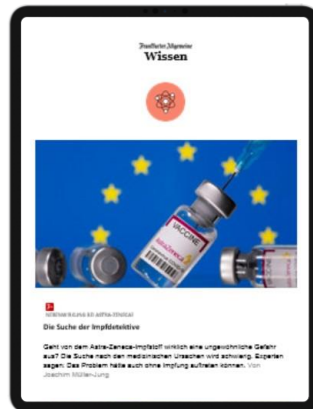 Frankfurter Allgemeine
Wissen
VACCINE
AstraZeneca
F+
Die Suche der Impfdetektive
Geht von dem Astra-Zeneca-Impfstoff wirklich eine ungewöhnliche Gefahr
aus? Die Suche nach den medizinischen Ursachen wird schwierig. Experten
sagen: Das Problem hätte auch ohne Impfung auftreten können. Von
Joachim Müller-Jung